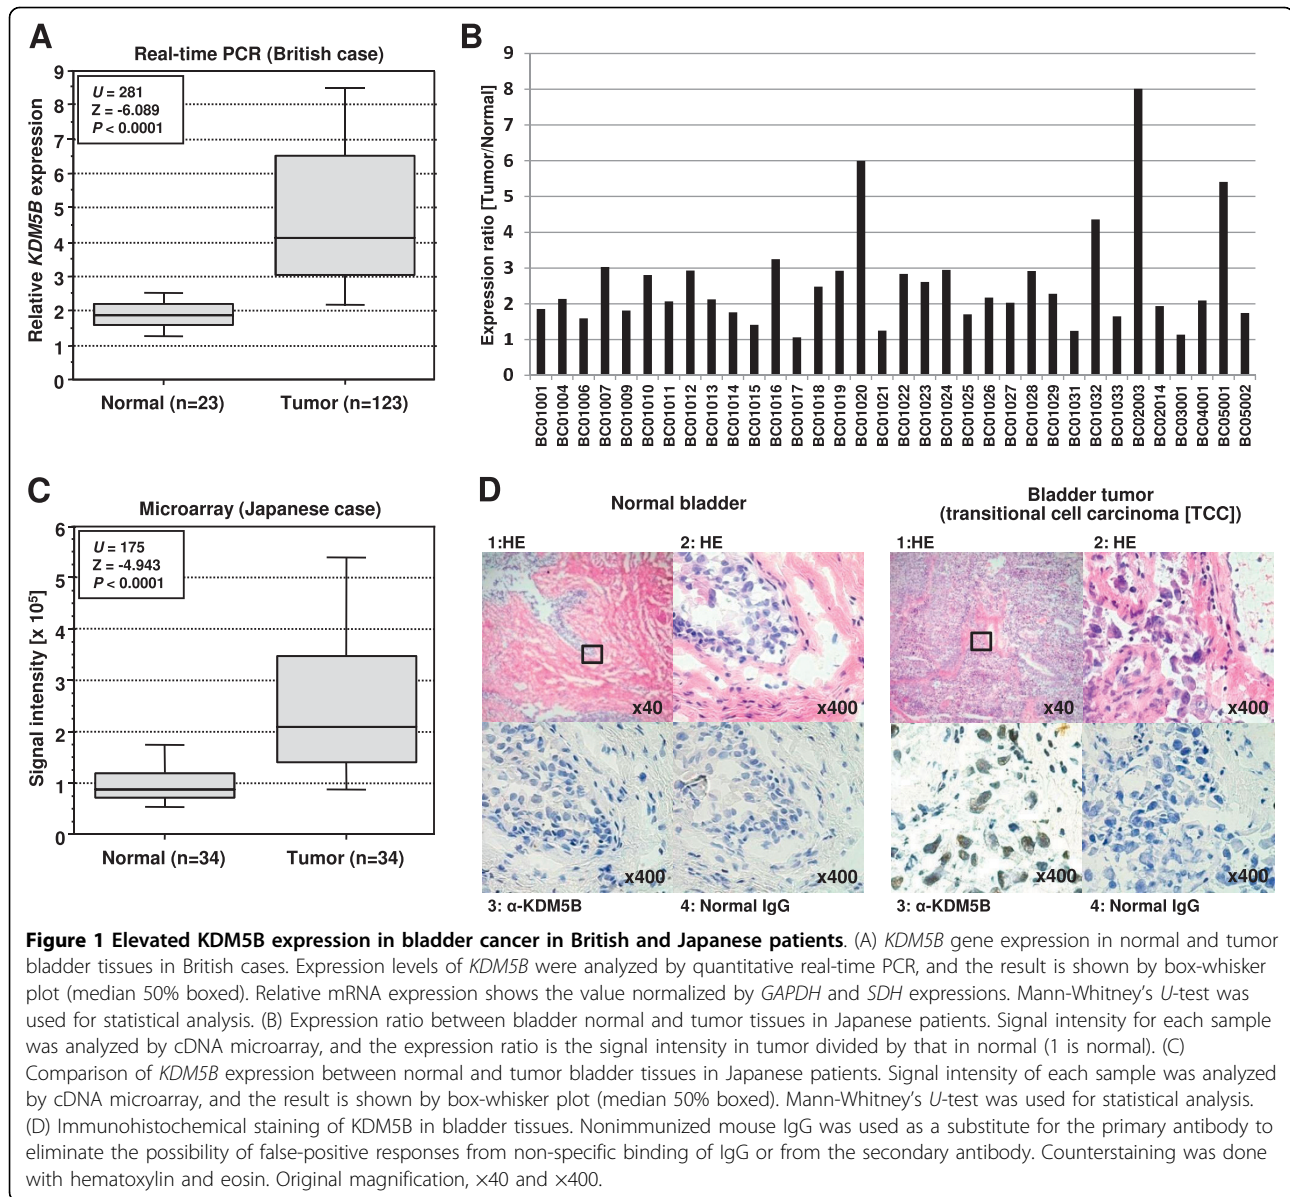 A
Real-time PCR (British case)
U = 281
Z = -6.089
P < 0.0001
Relative KDM5B expression
9
8
7
6
5
4
3
2
1
0
Normal (n=23)
Tumor (n=123)
B
Expression ratio [Tumor/Normal]
9
8
7
6
5
4
3
2
1
0
BC01001
BC01004
BC01006
BC01007
BC01009
BC01010
BC01011
BC01012
BC01013
BC01014
BC01015
BC01016
BC01017
BC01018
BC01019
BC01020
BC01021
BC01022
BC01023
BC01024
BC01025
BC01026
BC01027
BC01028
BC01029
BC01031
BC01032
BC01033
BC02003
BC02014
BC03001
BC04001
BC05001
BC05002
C
Microarray (Japanese case)
U = 175
Z = -4.943
P < 0.0001
Signal intensity [x 10⁵]
6
5
4
3
2
1
0
Normal (n=34)
Tumor (n=34)
D
Normal bladder
1:HE
2: HE
x40
x400
x400
x400
3: α-KDM5B
4: Normal IgG
Bladder tumor
(transitional cell carcinoma [TCC])
1:HE
2: HE
x40
x400
x400
x400
3: α-KDM5B
4: Normal IgG
Figure 1 Elevated KDM5B expression in bladder cancer in British and Japanese patients. (A) KDM5B gene expression in normal and tumor
bladder tissues in British cases. Expression levels of KDM5B were analyzed by quantitative real-time PCR, and the result is shown by box-whisker
plot (median 50% boxed). Relative mRNA expression shows the value normalized by GAPDH and SDH expressions. Mann-Whitney's U-test was
used for statistical analysis. (B) Expression ratio between bladder normal and tumor tissues in Japanese patients. Signal intensity for each sample
was analyzed by cDNA microarray, and the expression ratio is the signal intensity in tumor divided by that in normal (1 is normal). (C)
Comparison of KDM5B expression between normal and tumor bladder tissues in Japanese patients. Signal intensity of each sample was analyzed
by cDNA microarray, and the result is shown by box-whisker plot (median 50% boxed). Mann-Whitney's U-test was used for statistical analysis.
(D) Immunohistochemical staining of KDM5B in bladder tissues. Nonimmunized mouse IgG was used as a substitute for the primary antibody to
eliminate the possibility of false-positive responses from non-specific binding of IgG or from the secondary antibody. Counterstaining was done
with hematoxylin and eosin. Original magnification, ×40 and ×400.